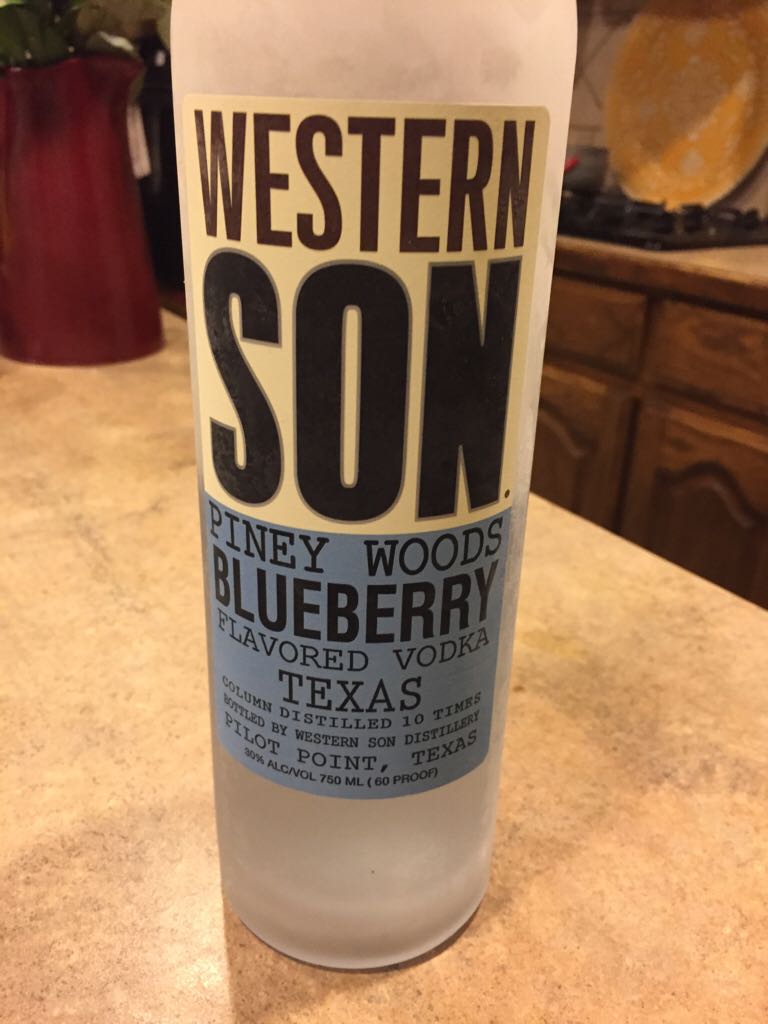 WESTERN
SON.
PINEY WOODS
BLUEBERRY
FLAVORED VODKA
TEXAS
COLUMN DISTILLED 10 TIMES
BOTTLED BY WESTERN SON DISTILLERY
PILOT POINT, TEXAS
30% ALC/VOL 750 ML ( 60 PROOF)